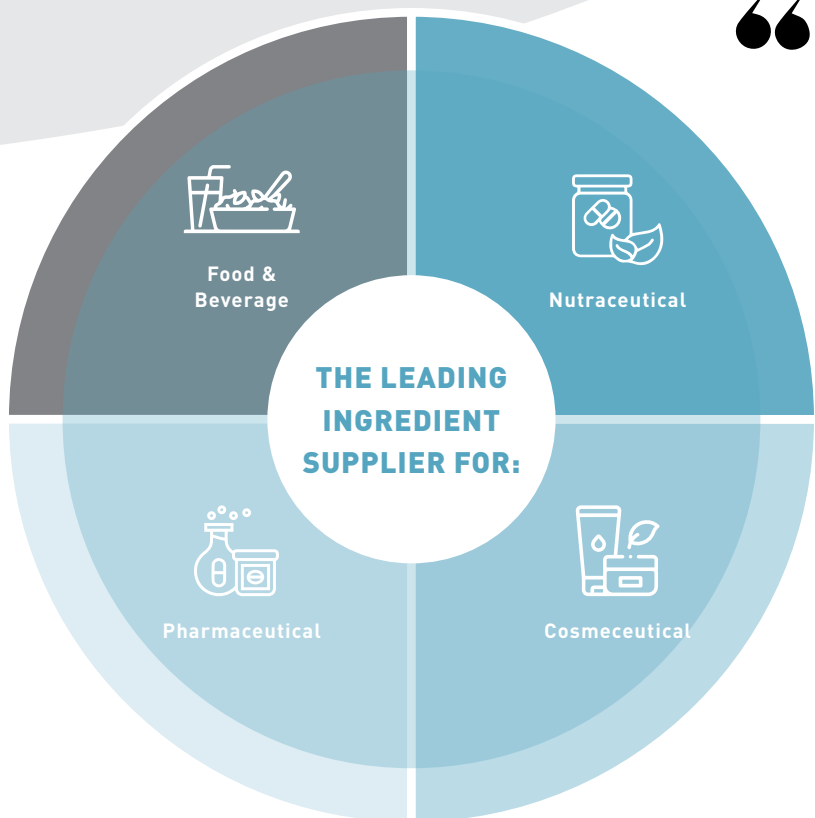 “
Food &
Beverage
Nutraceutical
THE LEADING
INGREDIENT
SUPPLIER FOR:
Pharmaceutical
Cosmeceutical